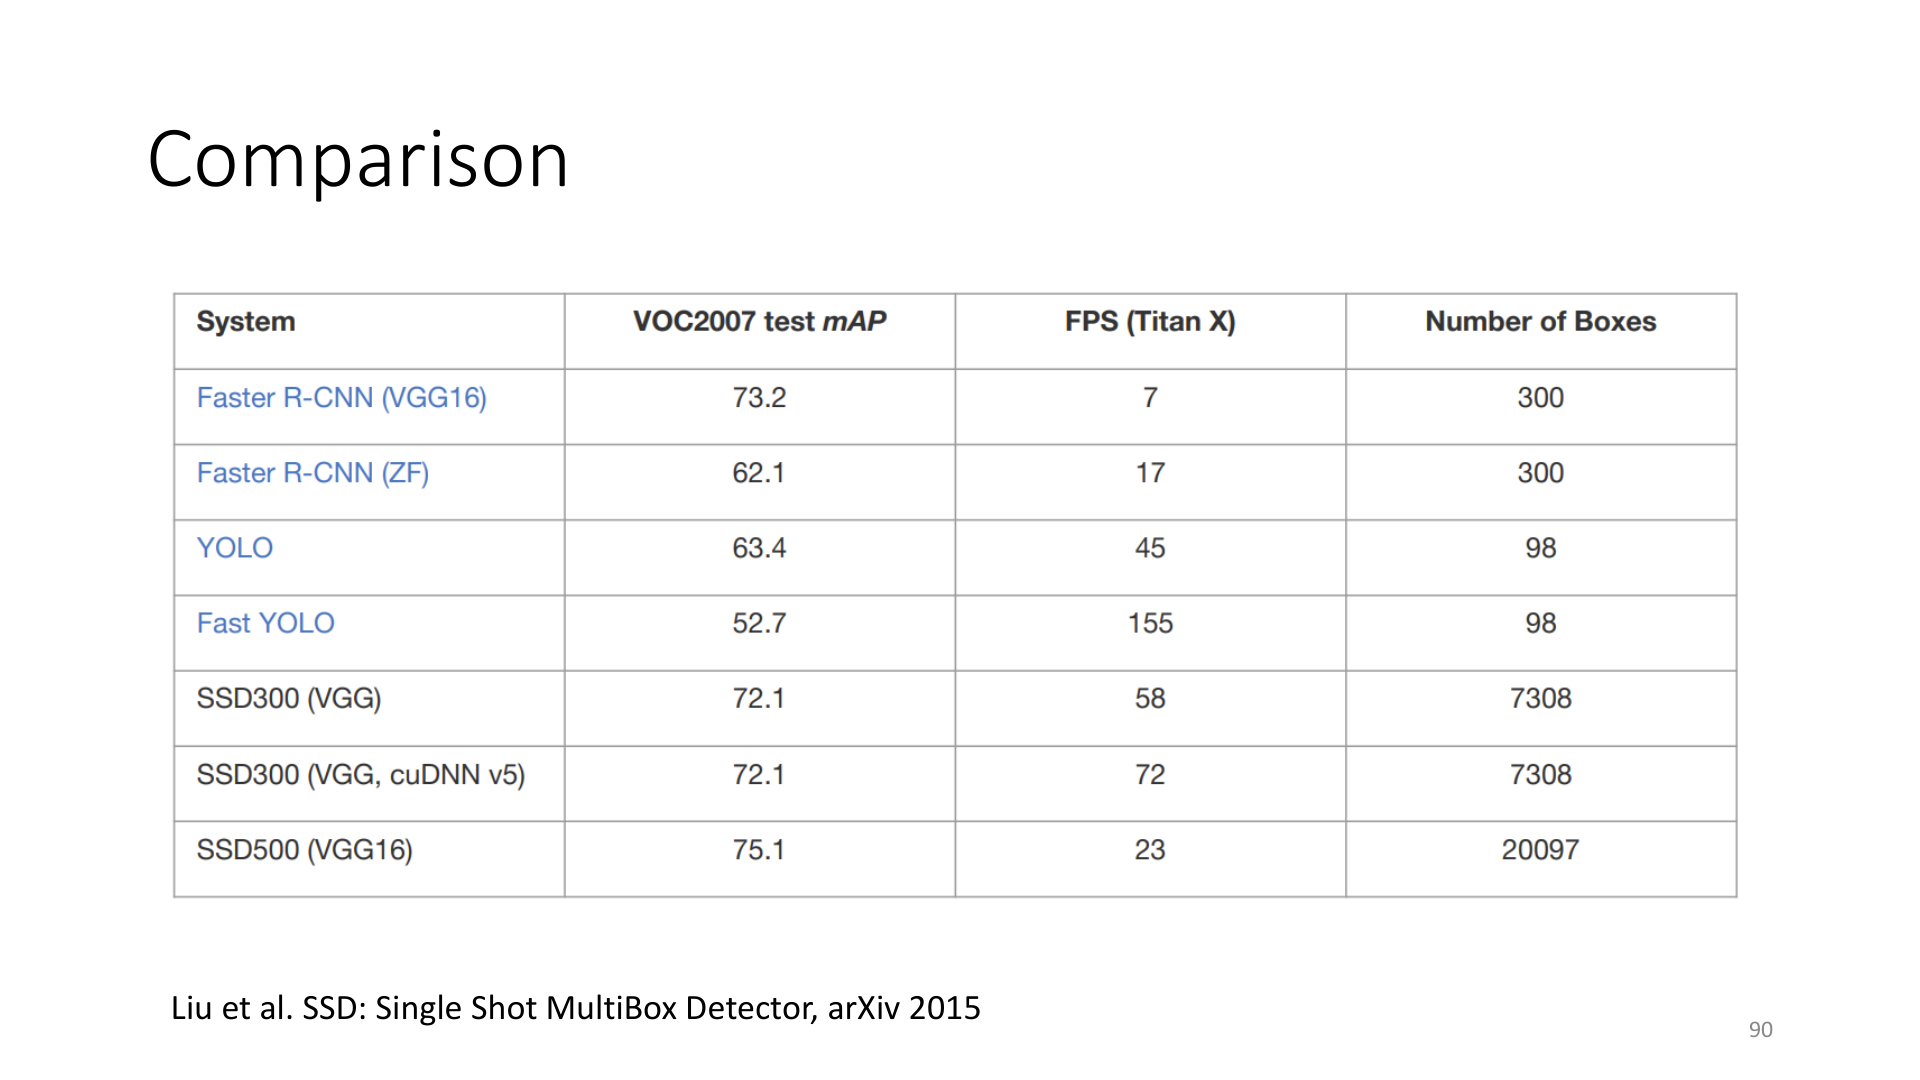 Comparison
System VOC2007 test mAP FPS (Titan X) Number of Boxes
Faster R-CNN (VGG16) 73.2 7 300
Faster R-CNN (ZF) 62.1 17 300
YOLO 63.4 45 98
Fast YOLO 52.7 155 98
SSD300 (VGG) 72.1 58 7308
SSD300 (VGG, cuDNN v5) 72.1 72 7308
SSD500 (VGG16) 75.1 23 20097
Liu et al. SSD: Single Shot MultiBox Detector, arXiv 2015
90